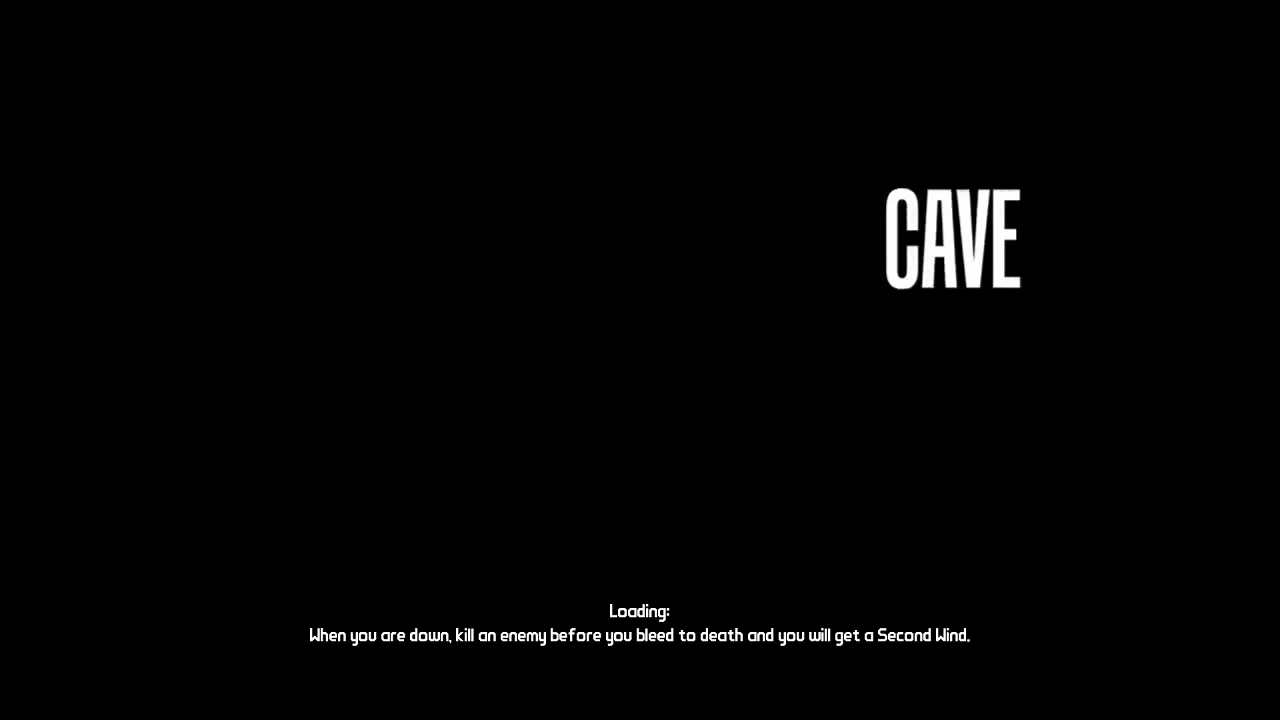 CAVE
Loading:
When you are down, kill an enemy before you bleed to death and you will get a Second Wind.